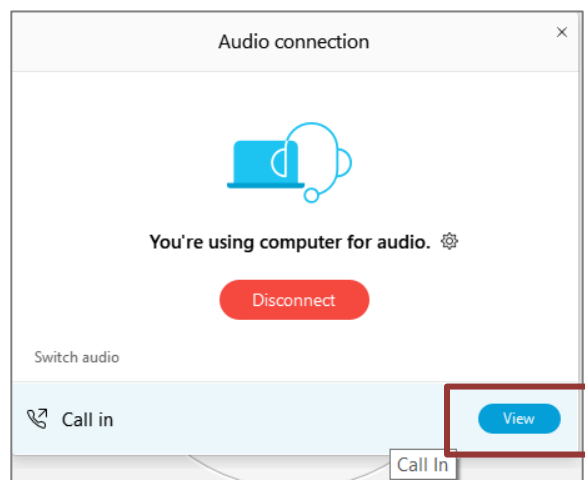 Audio connection
You're using computer for audio.
Disconnect
Switch audio
Call in
View
Call In